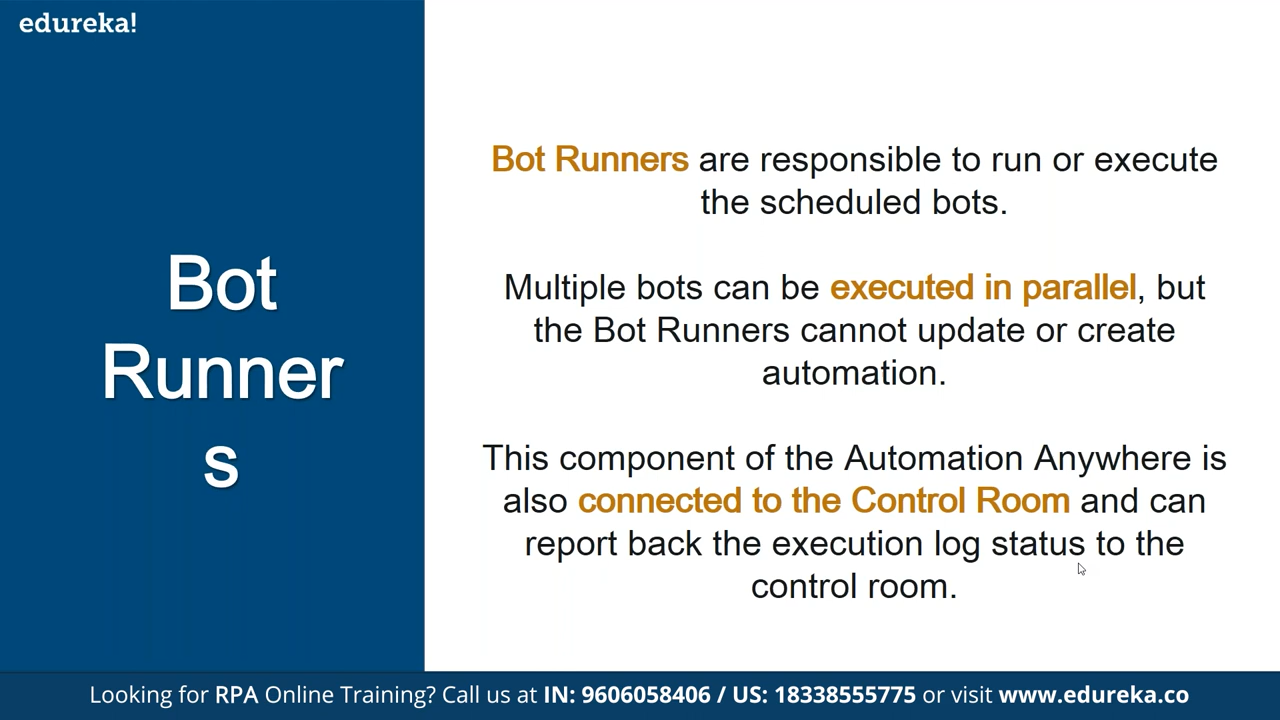 edureka!
Bot
Runner
s
Bot Runners are responsible to run or execute
the scheduled bots.
Multiple bots can be executed in parallel, but
the Bot Runners cannot update or create
automation.
This component of the Automation Anywhere is
also connected to the Control Room and can
report back the execution log status to the
control room.
Looking for RPA Online Training? Call us at IN: 9606058406 / US: 18338555775 or visit www.edureka.co